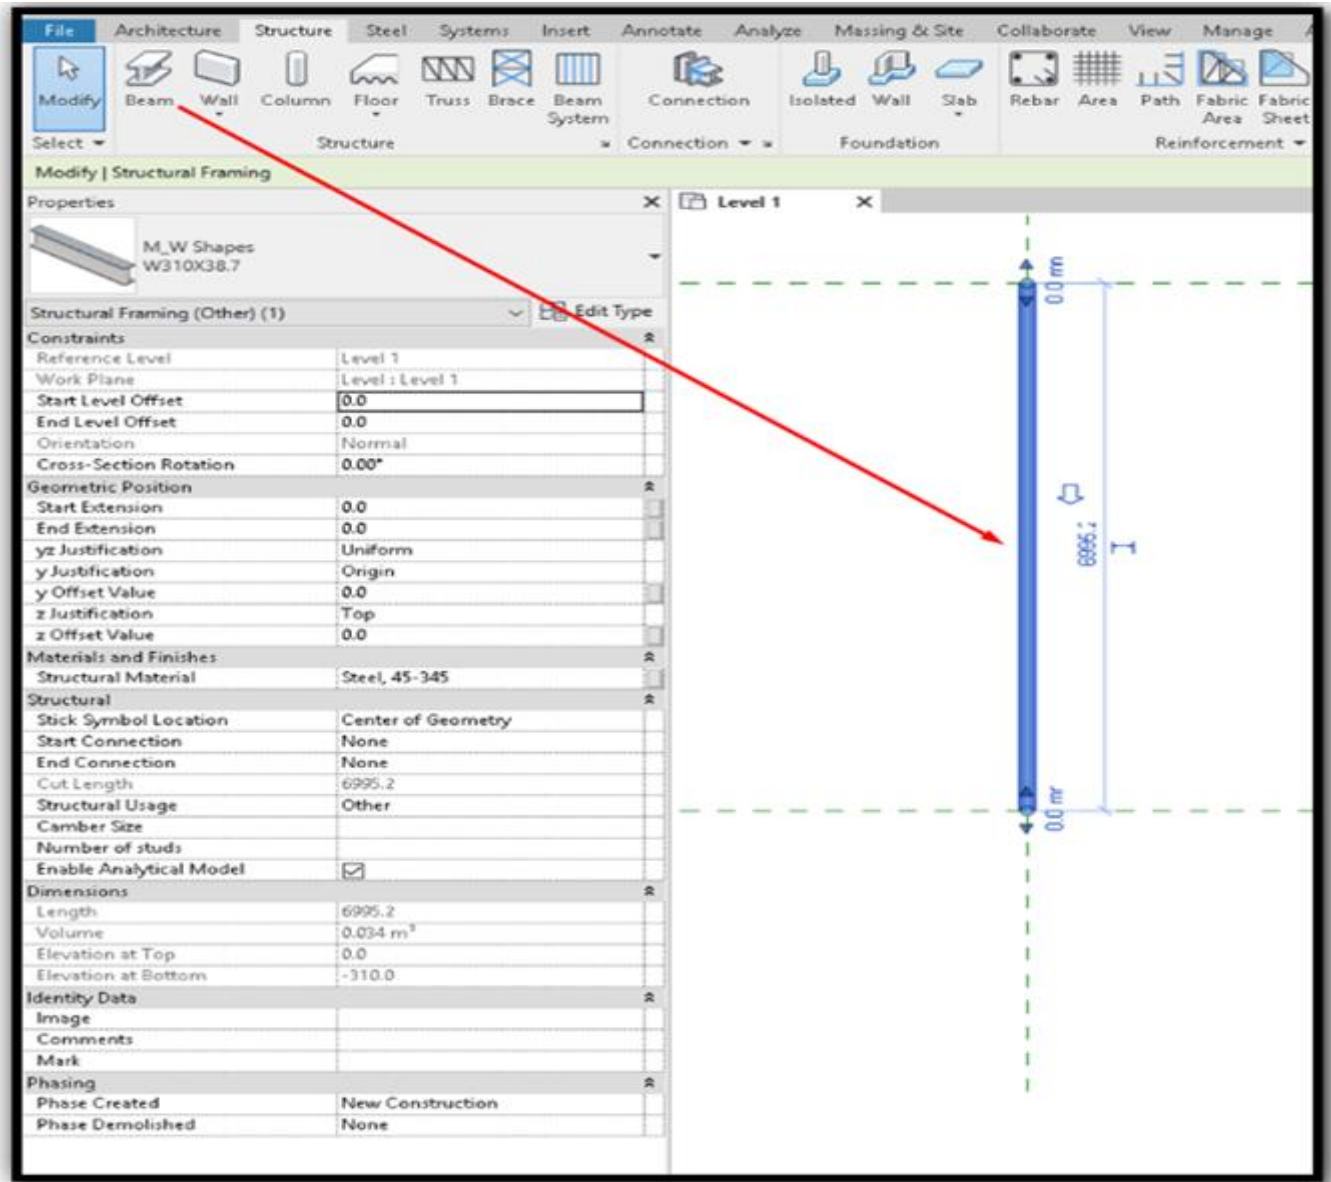 File Architecture Structure Steel Systems Insert Annotate Analyze Massing & Site Collaborate View Manage
Modify Beam Wall Column Floor Truss Brace Beam System Connection Isolated Wall Slab Rebar Area Path Fabric Area Fabric Sheet
Select Structure Connection Foundation Reinforcement
Modify | Structural Framing
Properties
Level 1
M_W Shapes
W310X38.7
Structural Framing (Other) (1) Edit Type
Constraints
Reference Level Level 1
Work Plane Level : Level 1
Start Level Offset 0.0
End Level Offset 0.0
Orientation Normal
Cross-Section Rotation 0.00°
Geometric Position
Start Extension 0.0
End Extension 0.0
yz Justification Uniform
y Justification Origin
y Offset Value 0.0
z Justification Top
z Offset Value 0.0
Materials and Finishes
Structural Material Steel, 45-345
Structural
Stick Symbol Location Center of Geometry
Start Connection None
End Connection None
Cut Length 6995.2
Structural Usage Other
Camber Size
Number of studs
Enable Analytical Model
Dimensions
Length 6995.2
Volume 0.034 m³
Elevation at Top 0.0
Elevation at Bottom -310.0
Identity Data
Image
Comments
Mark
Phasing
Phase Created New Construction
Phase Demolished None
0.0 mm
6995.2
0.0 mm